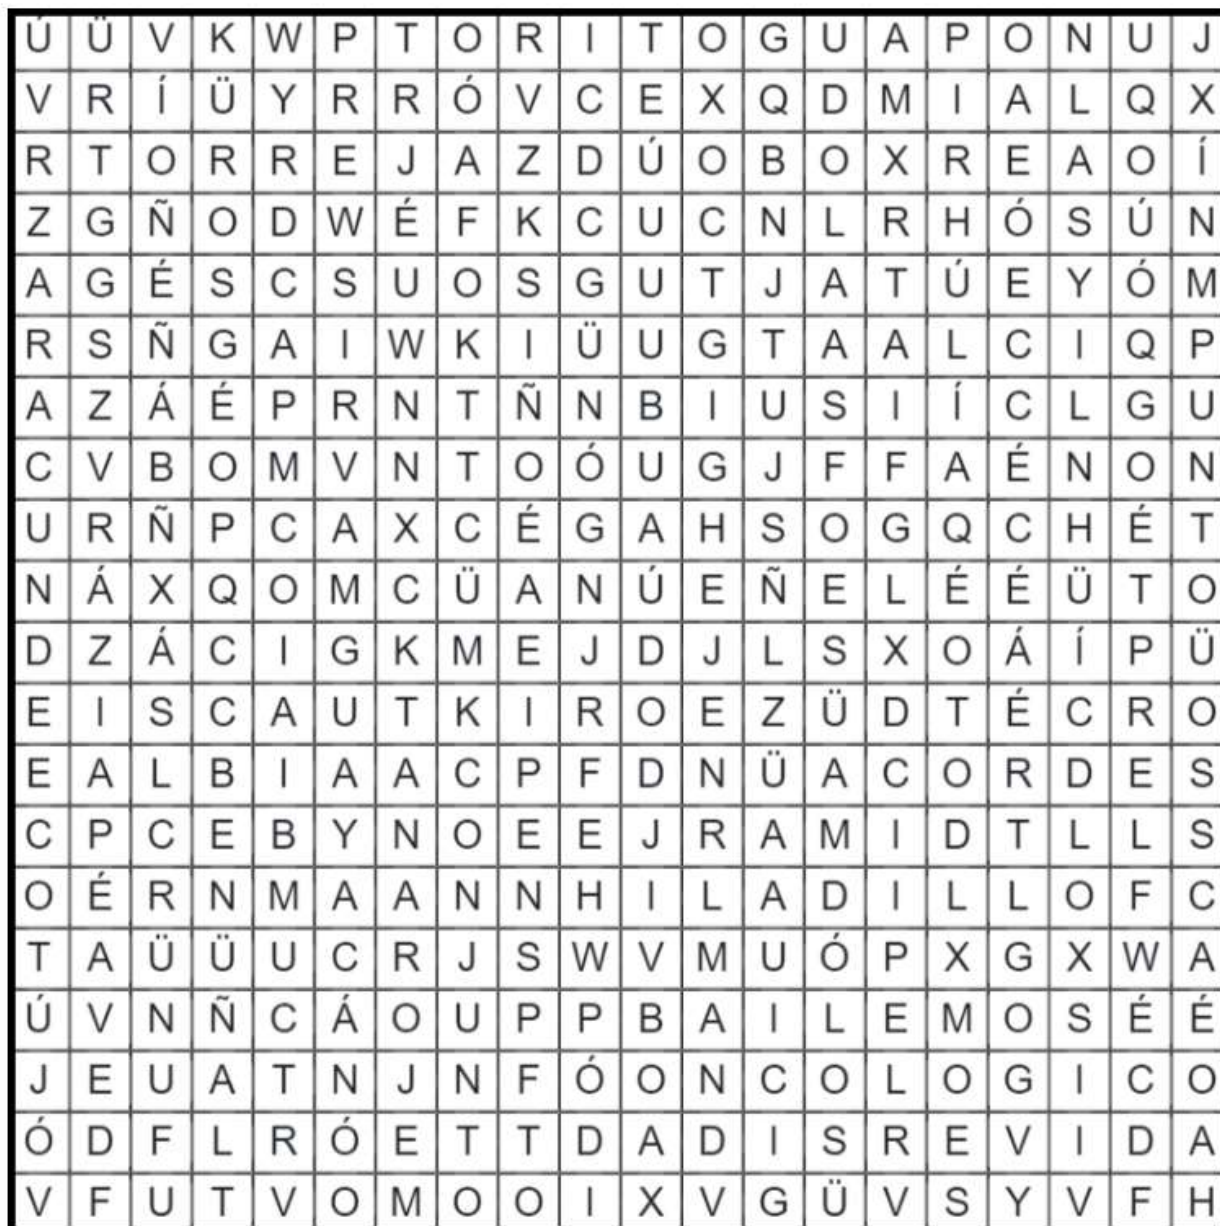 Ú Ü V K W P T O R I T O G U A P O N U J
V R Í Ü Y R R Ó V C E X Q D M I A L Q X
R T O R R E J A Z D Ú O B O X R E A O Í
Z G Ñ O D W É F K C U C N L R H Ó S Ú N
A G É S C S U O S G U T J A T Ú E Y Ó M
R S Ñ G A I W K I Ü U G T A A L C I Q P
A Z Á É P R N T Ñ N B I U S I Í C L G U
C V B O M V N T O Ó U G J F F A É N O N
U R Ñ P C A X C É G A H S O G Q C H É T
N Á X Q O M C Ü A N Ú E Ñ E L É É Ü T O
D Z Á C I G K M E J D J L S X O Á Í P Ü
E I S C A U T K I R O E Z Ü D T É C R O
E A L B I A A C P F D N Ü A C O R D E S
C P C E B Y N O E E J R A M I D T L L S
O É R N M A A N N H I L A D I L L O F C
T A Ü Ü U C R J S W V M U Ó P X G X W A
Ú V N Ñ C Á O U P P B A I L E M O S É É
J E U A T N J N F Ó O N C O L O G I C O
Ó D F L R Ó E T T D A D I S R E V I D A
V F U T V O M O O I X V G Ü V S Y V F H